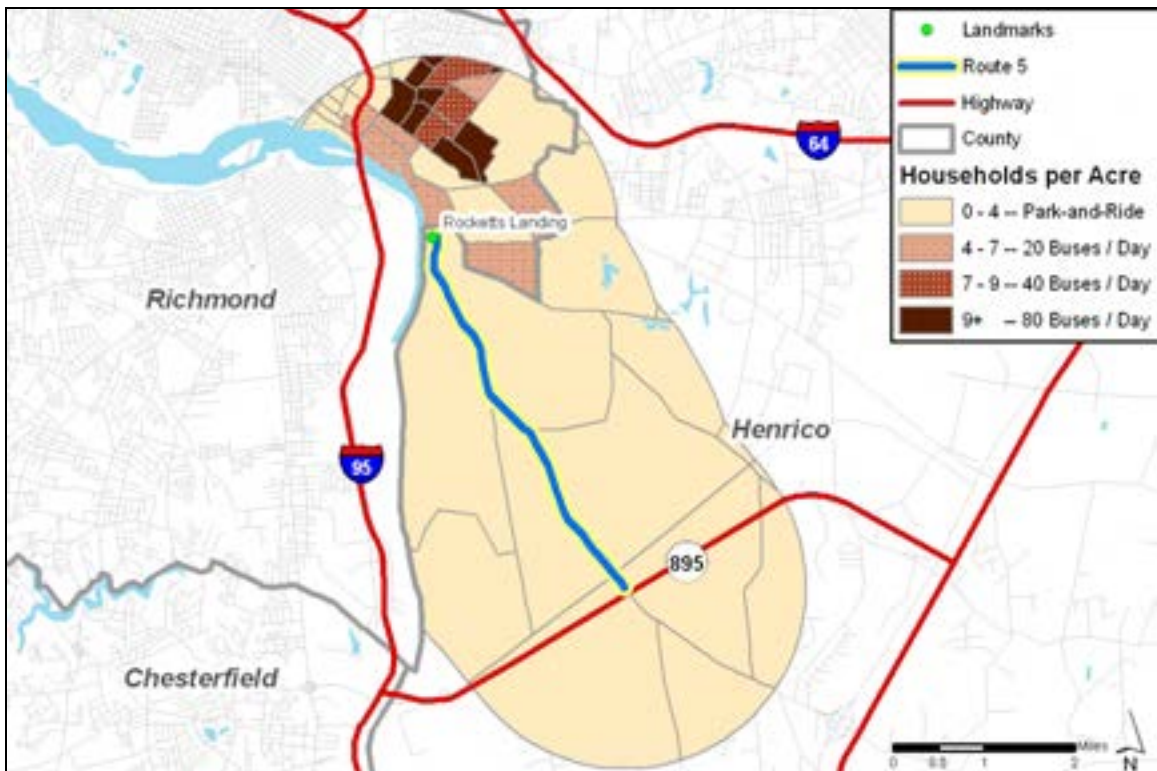 Landmarks
Route 5
Highway
County
Households per Acre
0 - 4 -- Park-and-Ride
4 - 7 -- 20 Buses / Day
7 - 9 -- 40 Buses / Day
9+ -- 80 Buses / Day
64
Rocketts Landing
Richmond
Henrico
95
895
Chesterfield
Miles
0 0.5 1 2
N